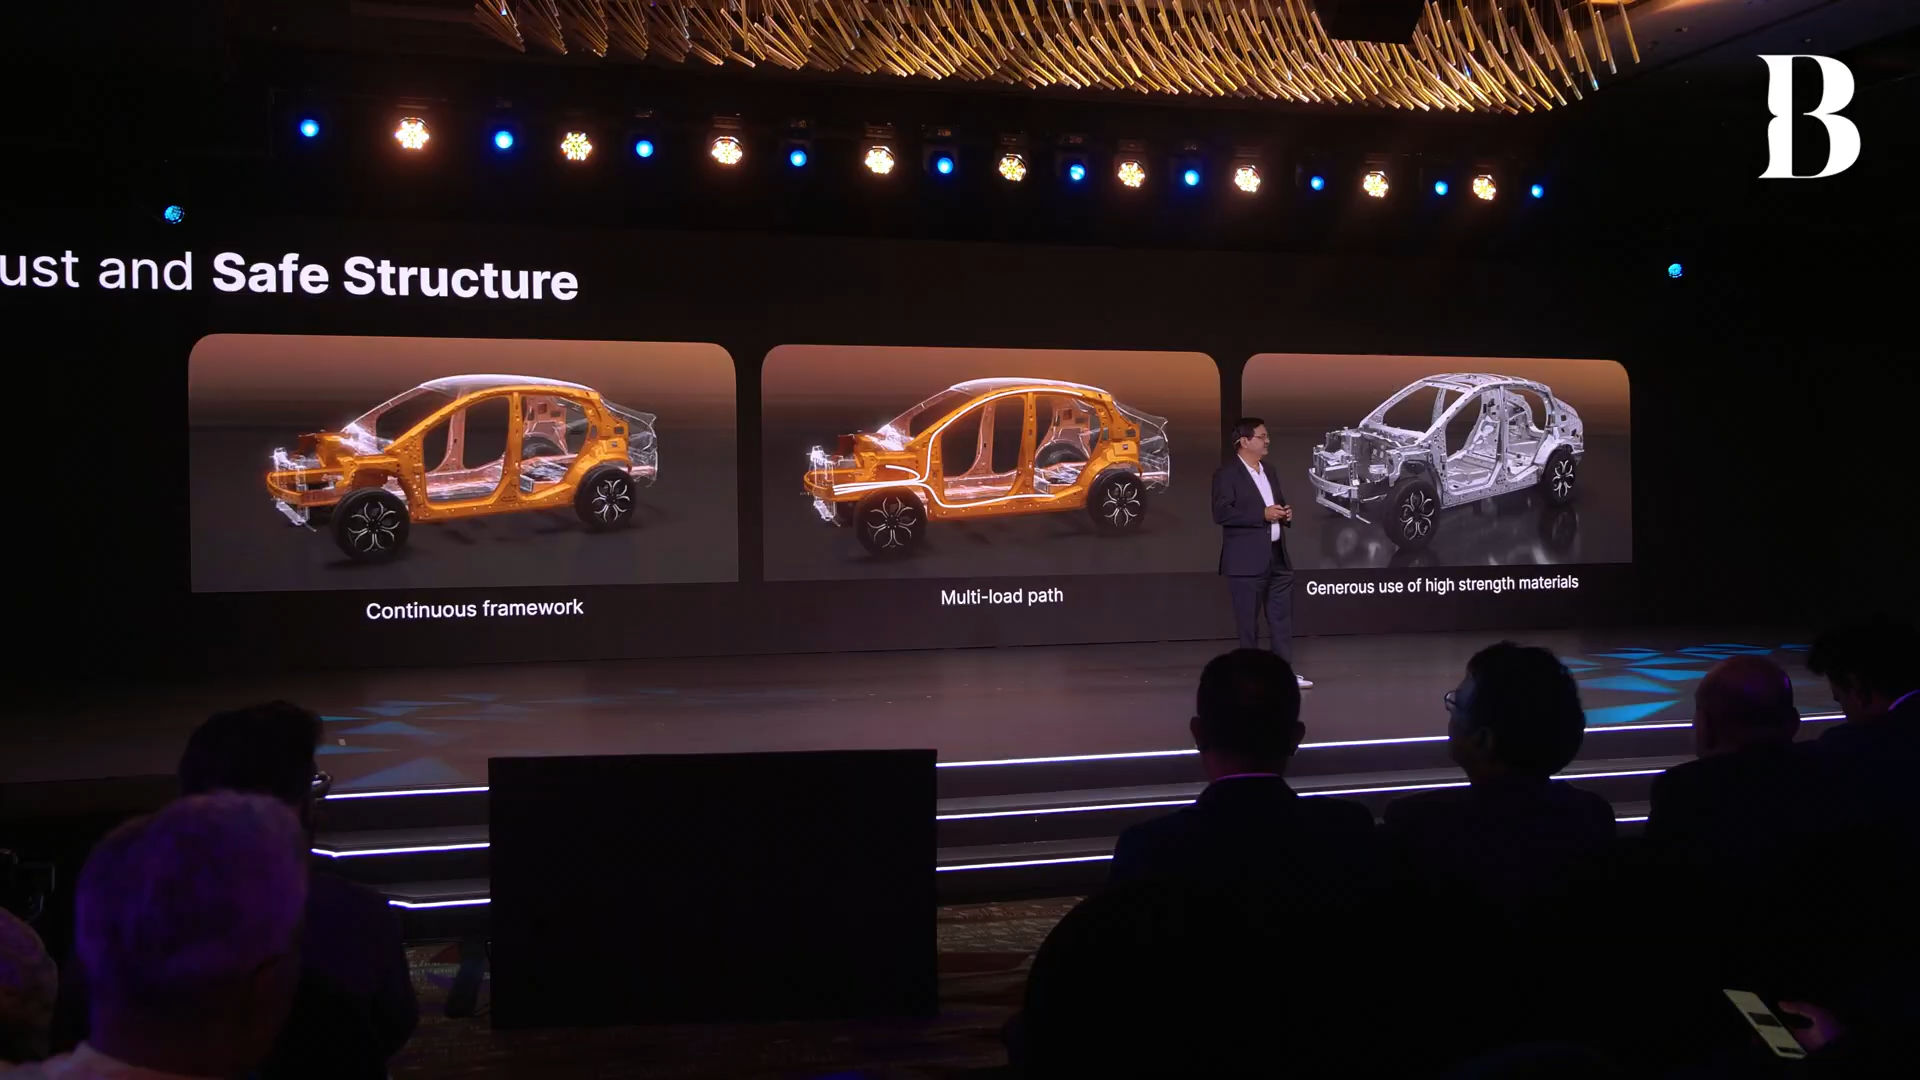 B
ust and Safe Structure
Continuous framework
Multi-load path
Generous use of high strength materials